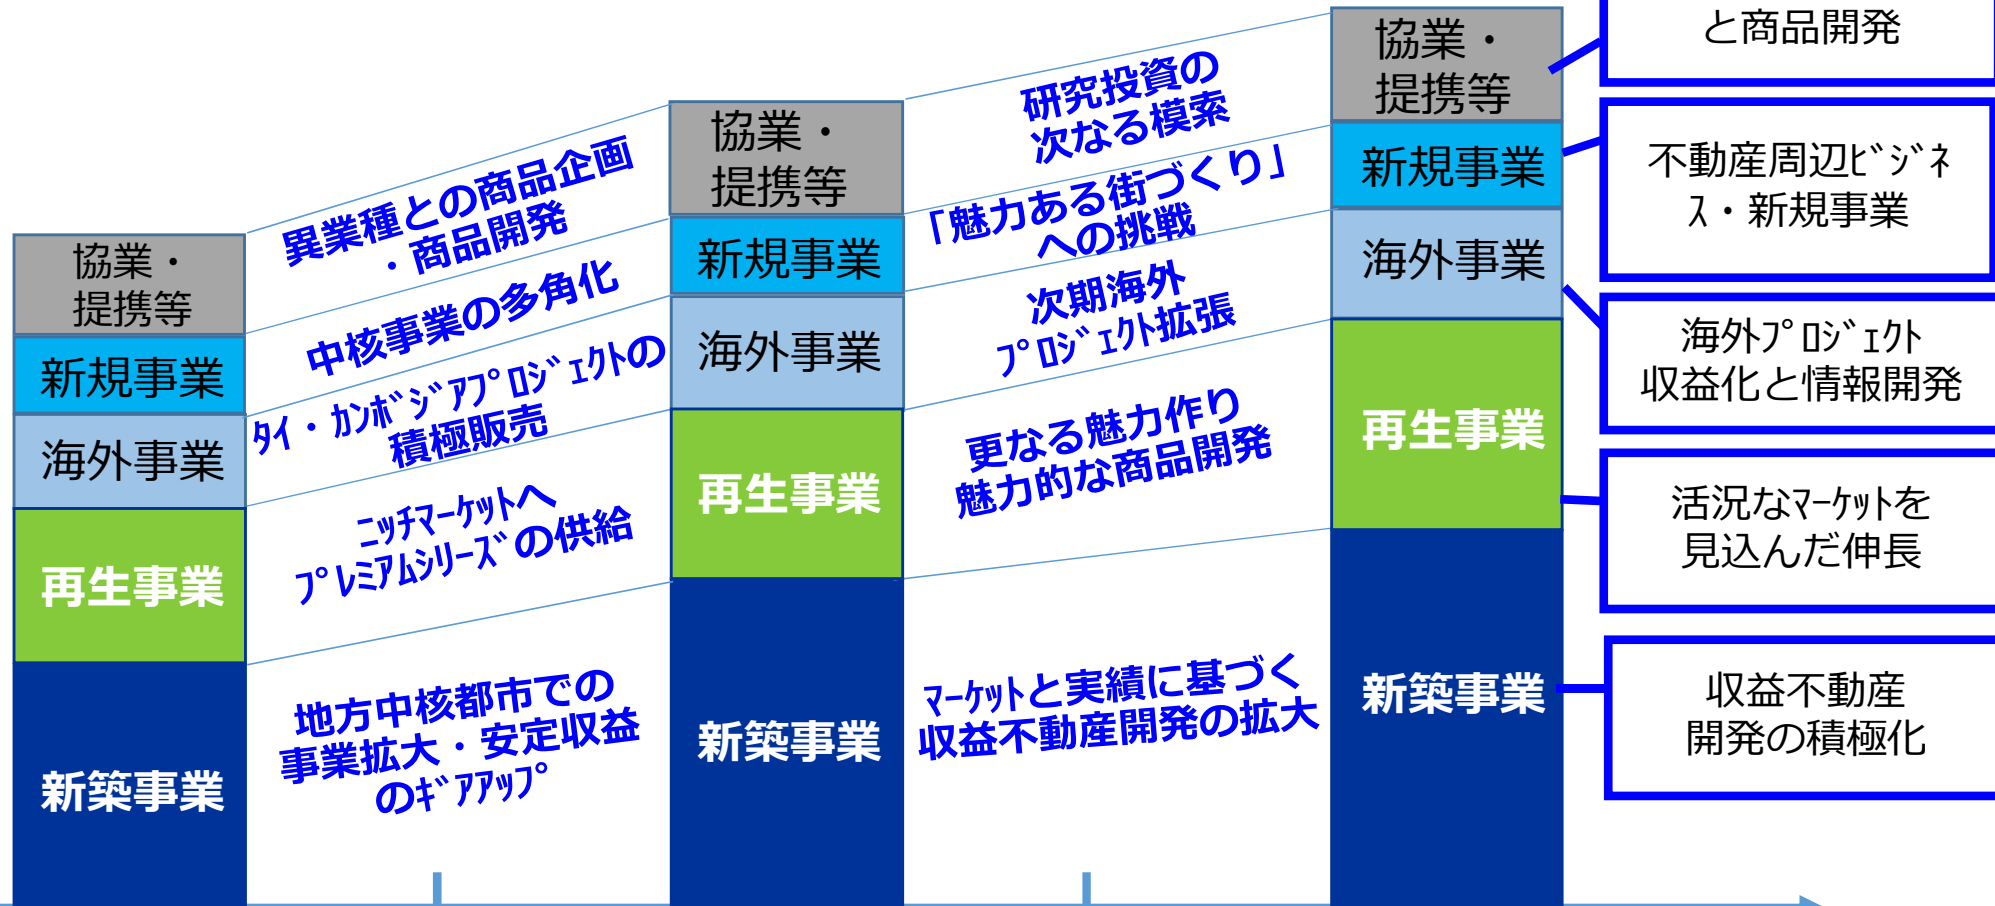 協業・
提携等
新規事業
海外事業
再生事業
新築事業
異業種との商品企画
・商品開発
中核事業の多角化
ﾀｲ・ｶﾝﾎﾞｼﾞｱﾌﾟﾛｼﾞｪｸﾄの
積極販売
ﾆｯﾁﾏｰｹｯﾄへ
ﾌﾟﾚﾐｱﾑｼﾘｰｽﾞの供給
地方中核都市での
事業拡大・安定収益
のｷﾞｱｱｯﾌﾟ
協業・
提携等
新規事業
海外事業
再生事業
新築事業
研究投資の
次なる模索
「魅力ある街づくり」
への挑戦
次期海外
ﾌﾟﾛｼﾞｪｸﾄ拡張
更なる魅力作り
魅力的な商品開発
ﾏｰｹｯﾄと実績に基づく
収益不動産開発の拡大
協業・
提携等
新規事業
海外事業
再生事業
新築事業
と商品開発
不動産周辺ﾋﾞｼﾞﾈ
ｽ・新規事業
海外ﾌﾟﾛｼﾞｪｸﾄ
収益化と情報開発
活況なﾏｰｹｯﾄを
見込んだ伸長
収益不動産
開発の積極化